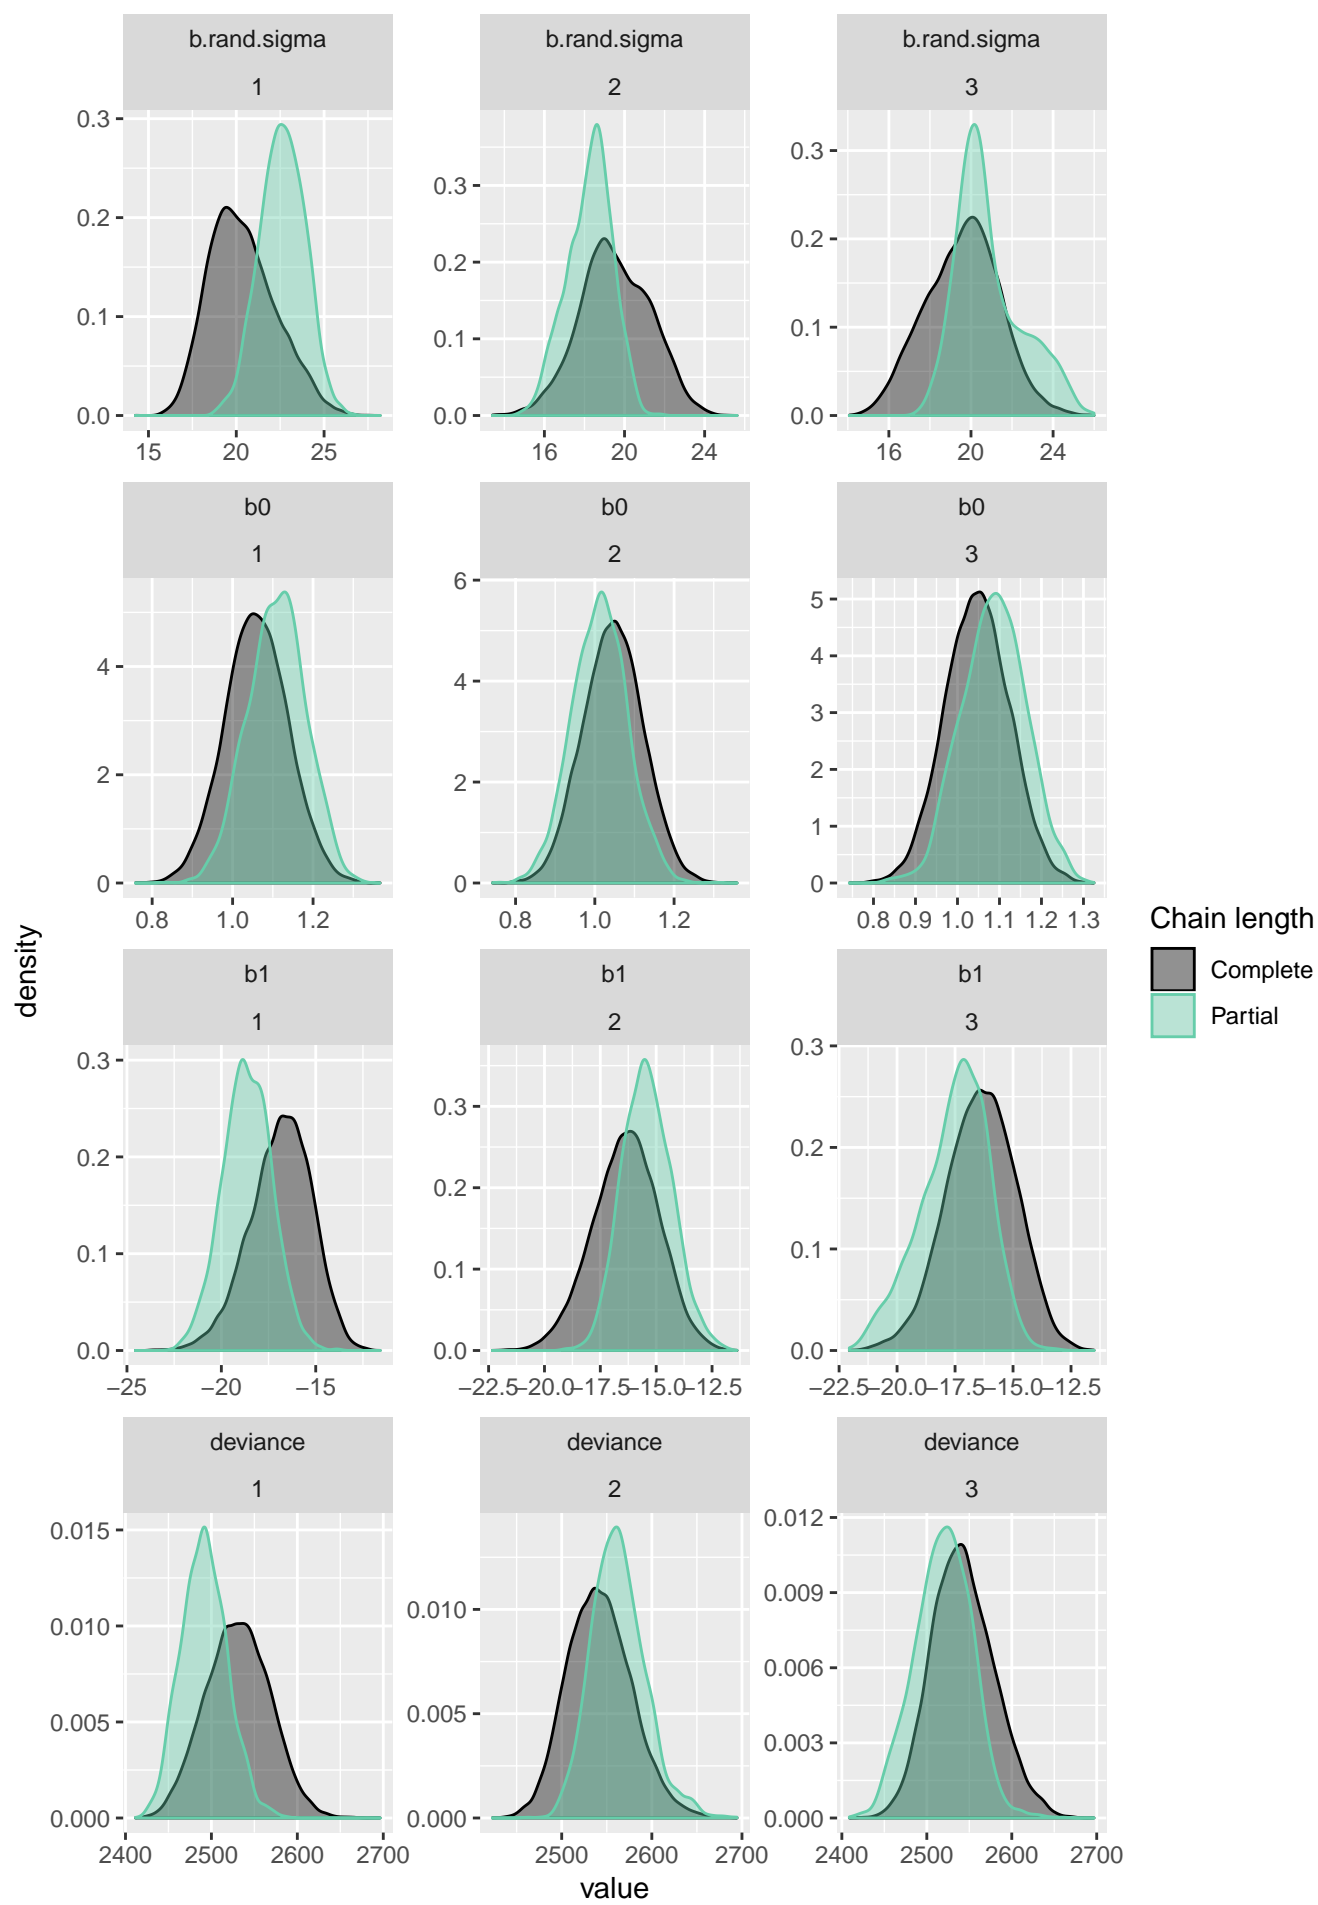 b.rand.sigma b.rand.sigma b.rand.sigma
1 2 3
0.3
0.2
0.1
0.0
0.3
0.2
0.1
0.0
0.3
0.2
0.1
0.0
15 20 25
16 20 24
16 20 24
b0 b0 b0
1 2 3
4
2
0
6
4
2
0
5
4
3
2
1
0
0.8 1.0 1.2
0.8 1.0 1.2
0.8 0.9 1.0 1.1 1.2 1.3
b1 b1 b1
1 2 3
0.3
0.2
0.1
0.0
0.3
0.2
0.1
0.0
0.3
0.2
0.1
0.0
−25 −20 −15
−22.5 −20.0 −17.5 −15.0 −12.5
−22.5 −20.0 −17.5 −15.0 −12.5
deviance deviance deviance
1 2 3
0.015
0.010
0.005
0.000
0.010
0.005
0.000
0.012
0.009
0.006
0.003
0.000
2400 2500 2600 2700
2500 2600 2700
2400 2500 2600 2700
value
density
Chain length
Complete
Partial